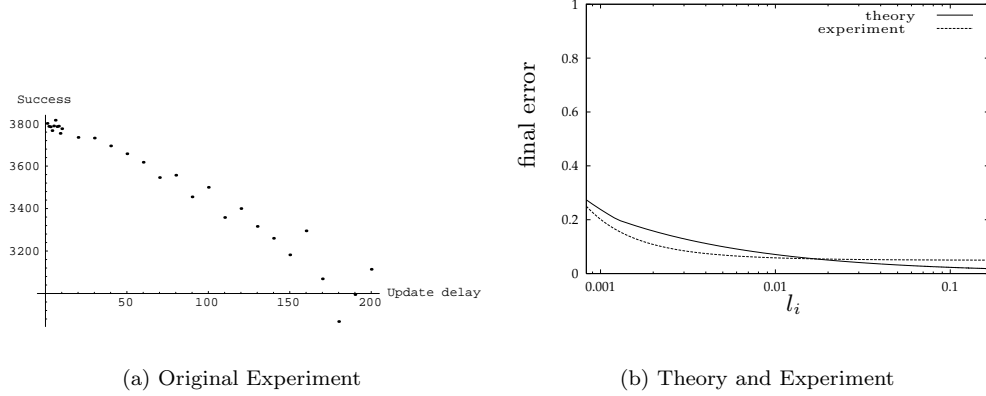 Success
3800
3600
3400
3200
50
100
150
200
Update delay
(a) Original Experiment
1
0.8
0.6
0.4
0.2
0
final error
theory
experiment
0.001
0.01
0.1
l_i
(b) Theory and Experiment